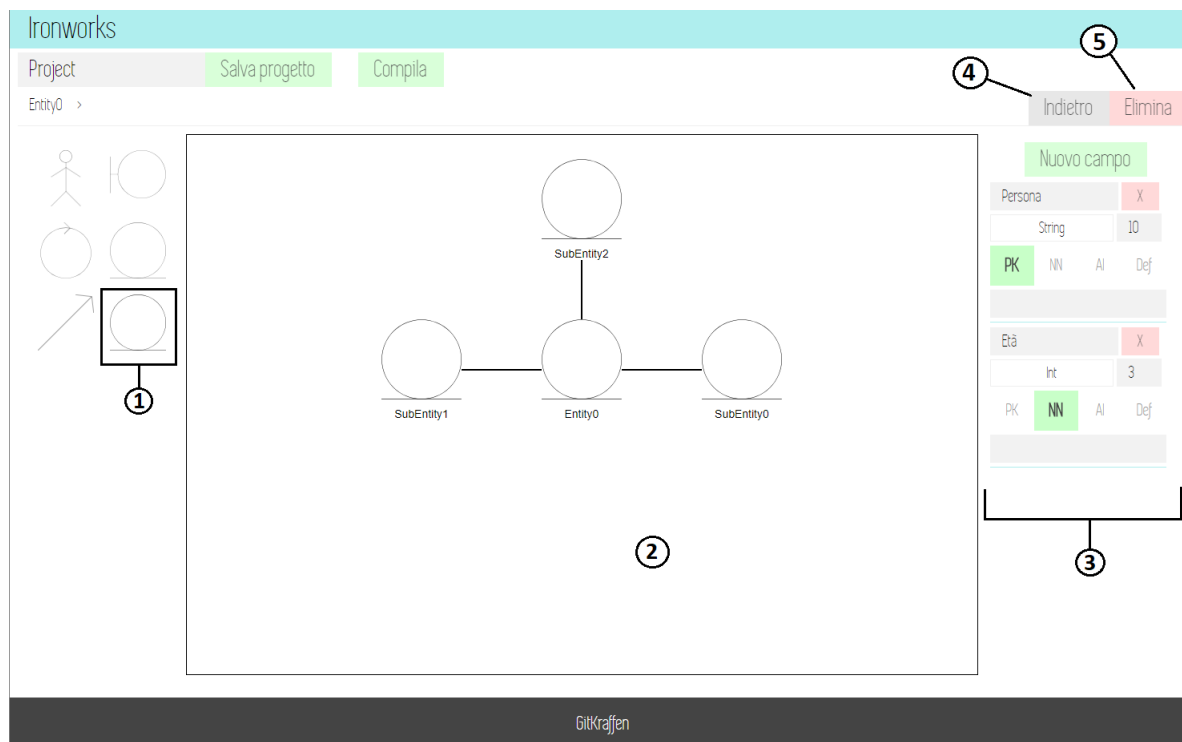 Ironworks
5
Project Salva progetto Compila
4
Entity0 >
Indietro Elimina
Nuovo campo
Persona X
String 10
PK NN AI Def
SubEntity2
Età X
Int 3
PK NN AI Def
1
SubEntity1 Entity0 SubEntity0
2
3
GitKraffen